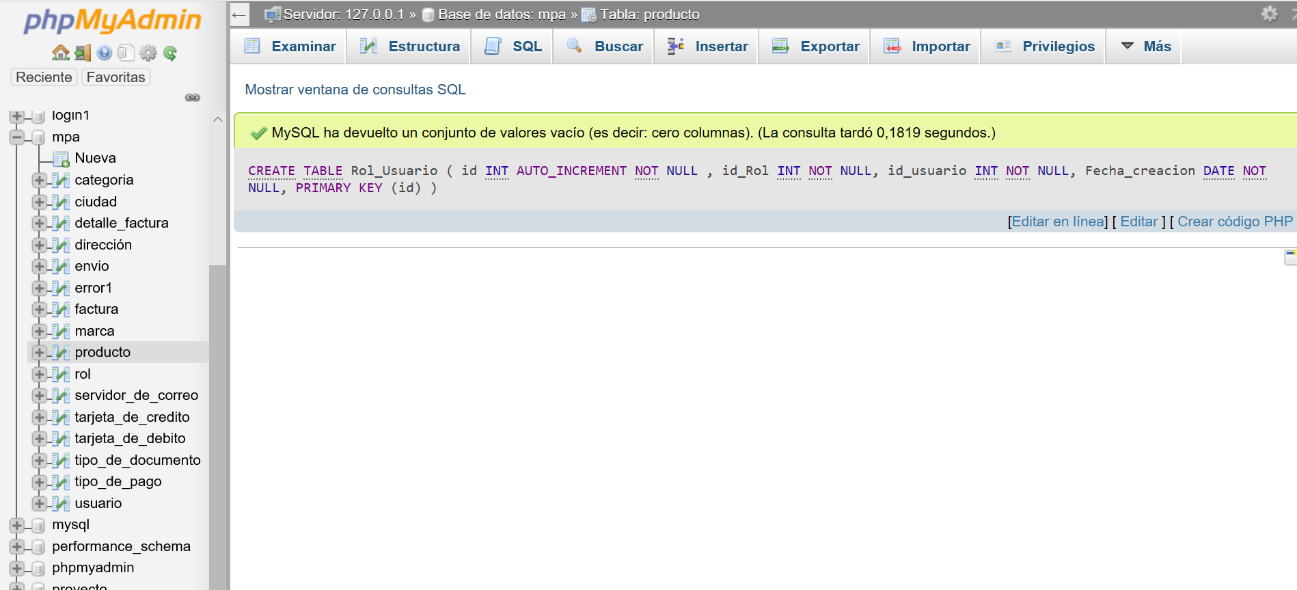 phpMyAdmin
Reciente Favoritas
login1
mpa
Nueva
categoria
ciudad
detalle_factura
dirección
envio
error1
factura
marca
producto
rol
servidor_de_correo
tarjeta_de_credito
tarjeta_de_debito
tipo_de_documento
tipo_de_pago
usuario
mysql
performance_schema
phpmyadmin
proyecto
Servidor: 127.0.0.1 » Base de datos: mpa » Tabla: producto
Examinar Estructura SQL Buscar Insertar Exportar Importar Privilegios Más
Mostrar ventana de consultas SQL
MySQL ha devuelto un conjunto de valores vacío (es decir: cero columnas). (La consulta tardó 0,1819 segundos.)
CREATE TABLE Rol_Usuario ( id INT AUTO_INCREMENT NOT NULL , id_Rol INT NOT NULL, id_usuario INT NOT NULL, Fecha_creacion DATE NOT
NULL, PRIMARY KEY (id) )
[Editar en línea] [ Editar ] [ Crear código PHP